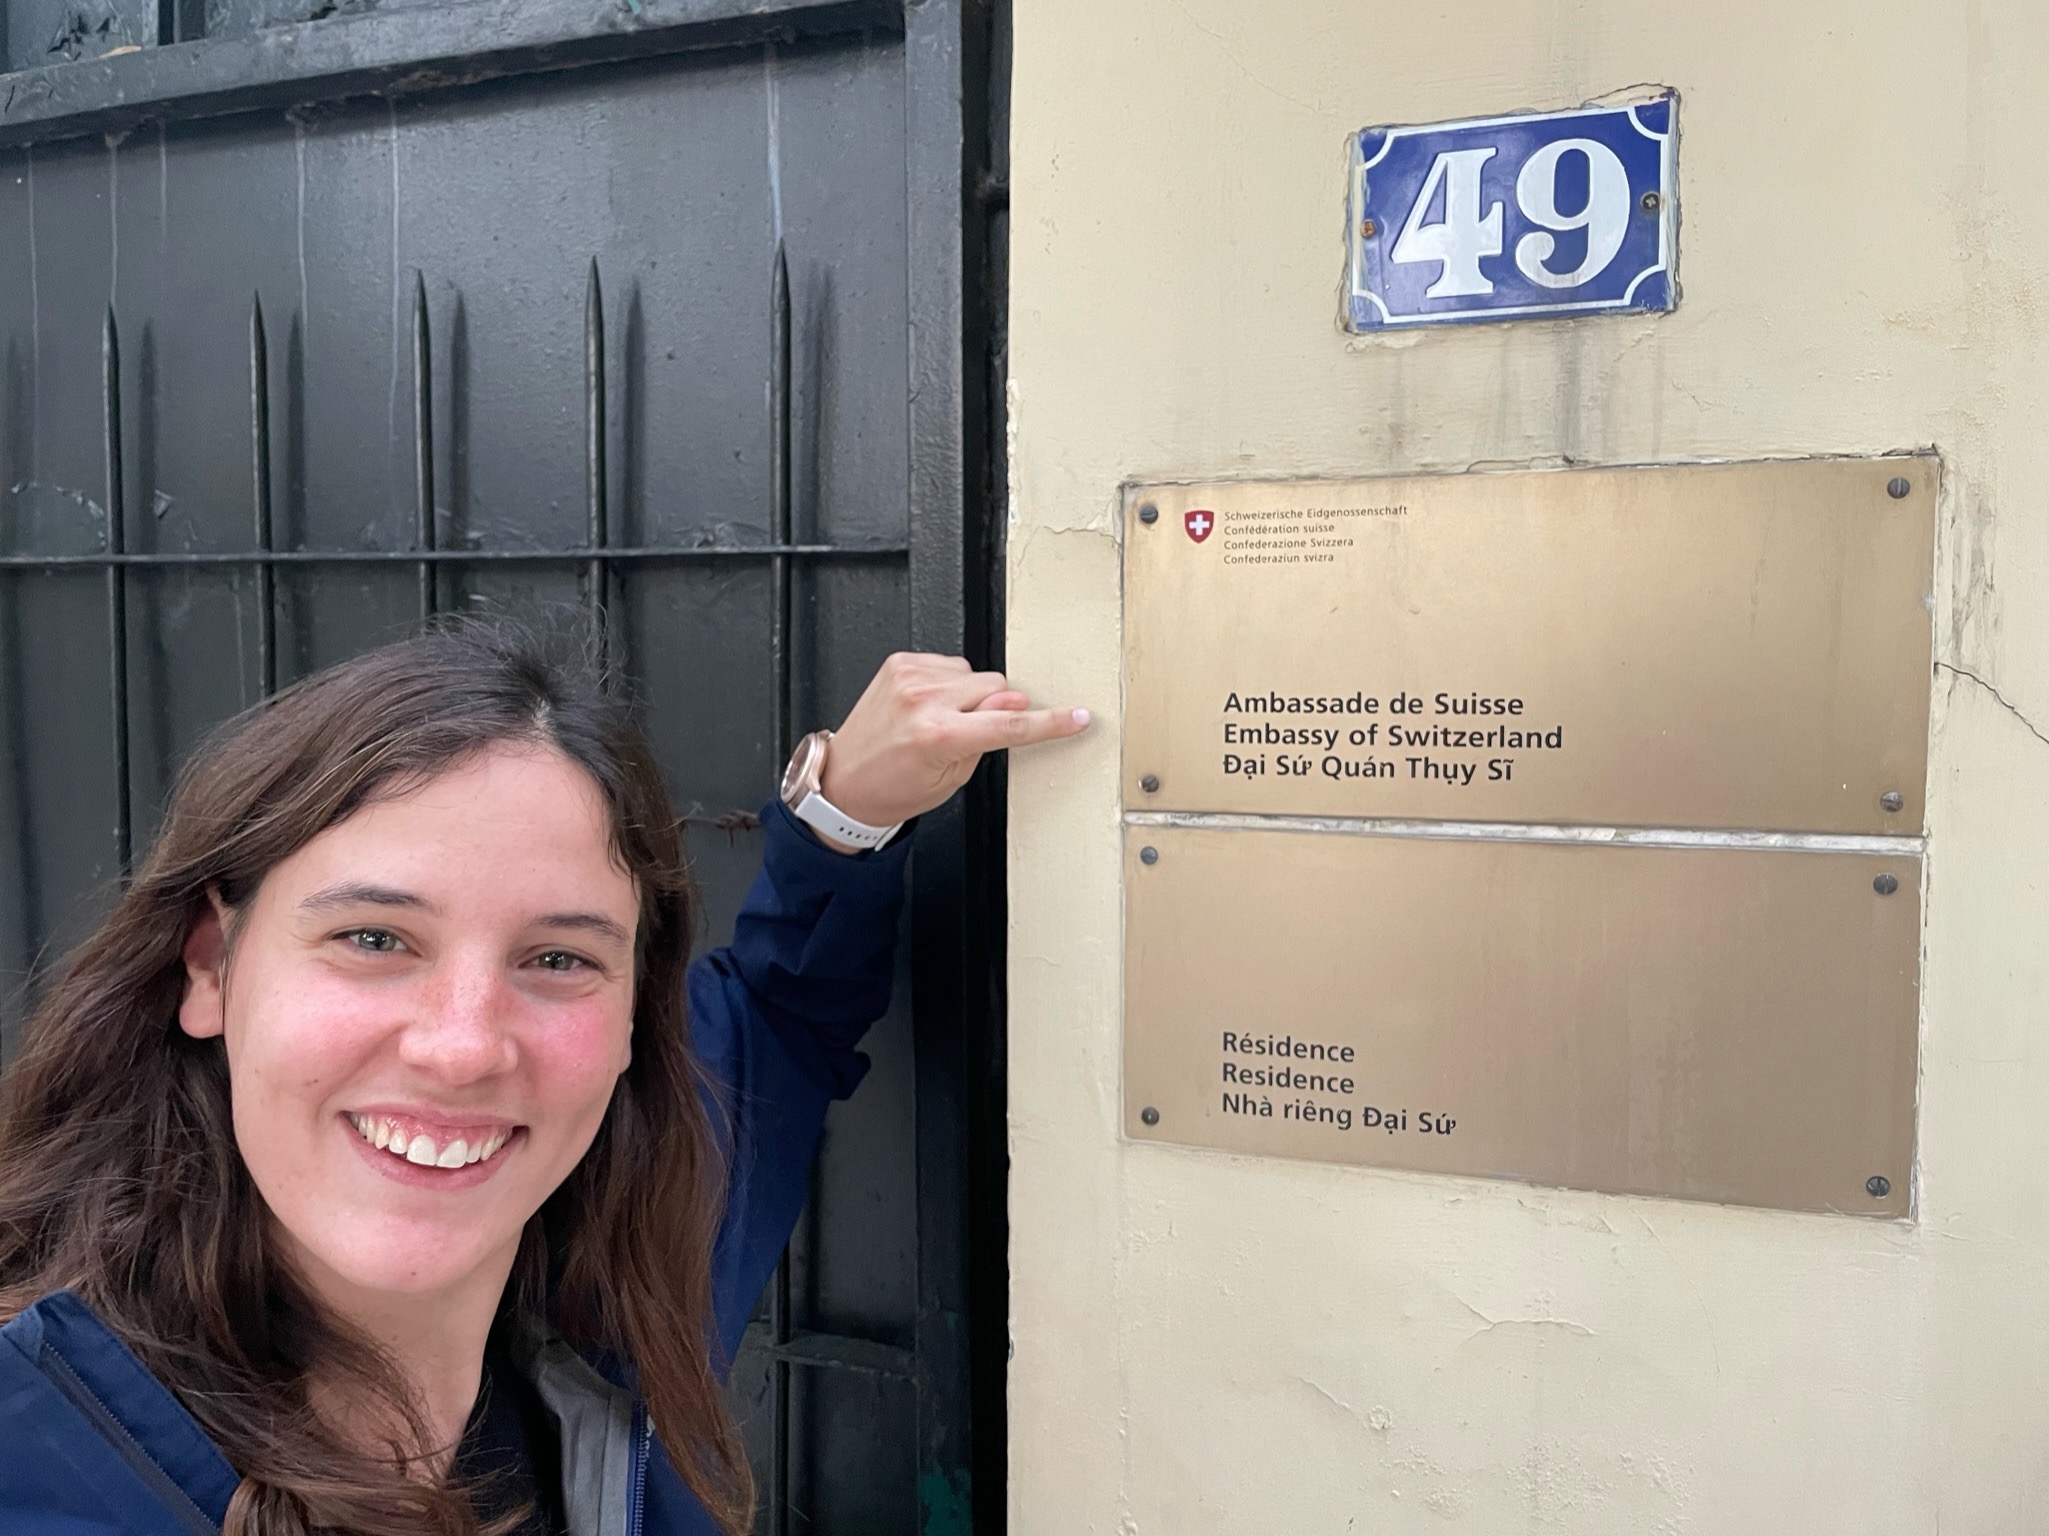 49
Schweizerische Eidgenossenschaft
Confédération suisse
Confederazione Svizzera
Confederaziun svizra
Ambassade de Suisse
Embassy of Switzerland
Đại Sứ Quán Thụy Sĩ
Résidence
Residence
Nhà riêng Đại Sứ